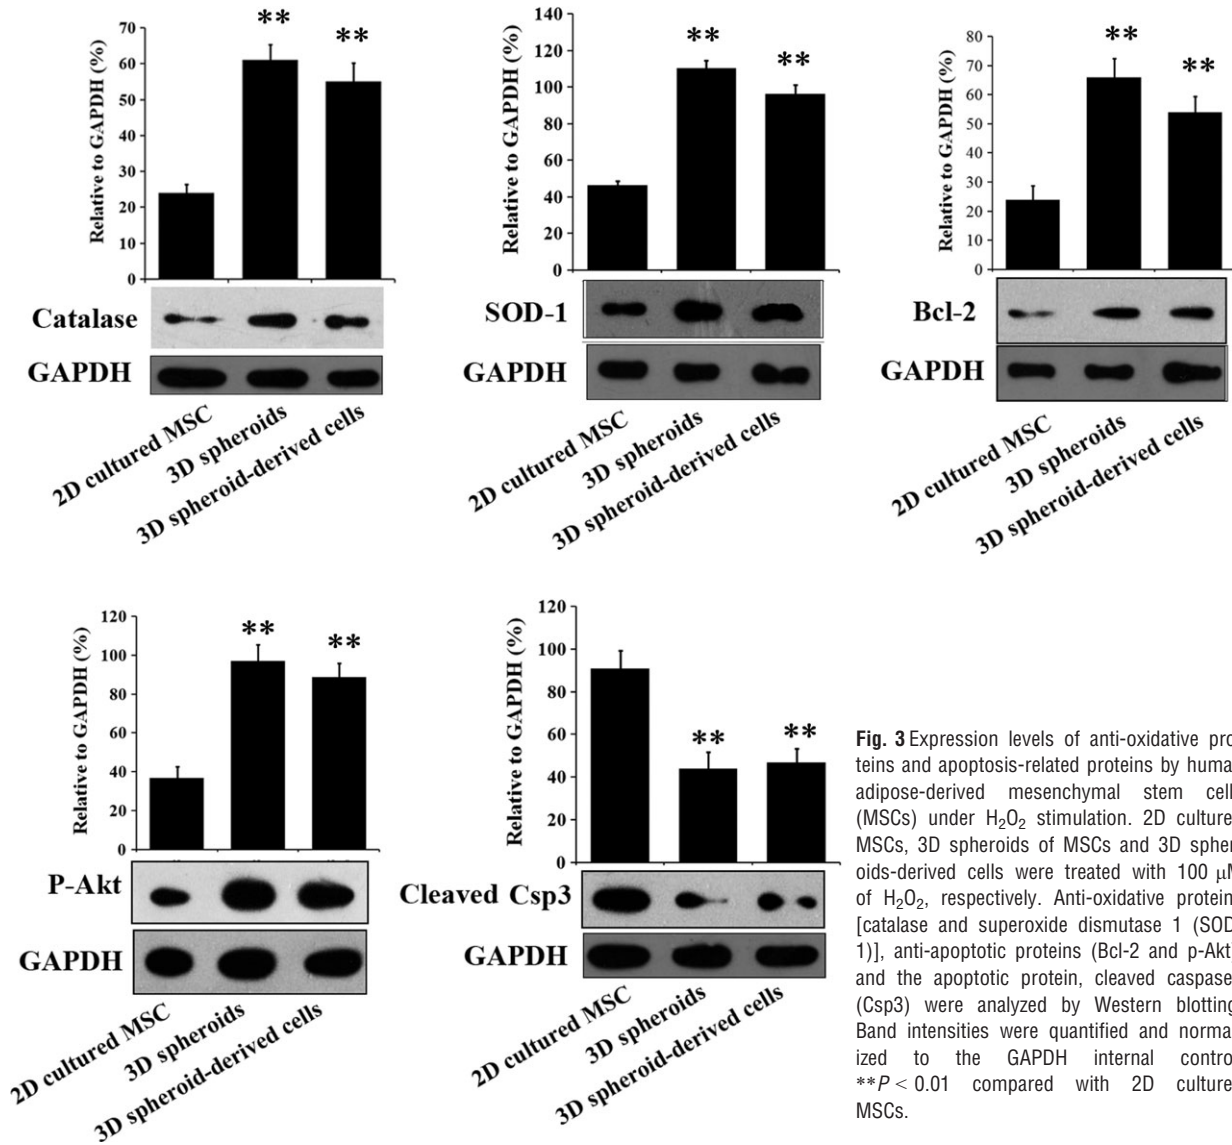 Relative to GAPDH (%)
70
60
50
40
30
20
10
0
**
**
Catalase
GAPDH
2D cultured MSC
3D spheroids
3D spheroid-derived cells
Relative to GAPDH (%)
140
120
100
80
60
40
20
0
**
**
SOD-1
GAPDH
2D cultured MSC
3D spheroids
3D spheroid-derived cells
Relative to GAPDH (%)
80
70
60
50
40
30
20
10
0
**
**
Bcl-2
GAPDH
2D cultured MSC
3D spheroids
3D spheroid-derived cells
Relative to GAPDH (%)
120
100
80
60
40
20
0
**
**
P-Akt
GAPDH
2D cultured MSC
3D spheroids
3D spheroid-derived cells
Relative to GAPDH (%)
120
100
80
60
40
20
0
**
**
Cleaved Csp3
GAPDH
2D cultured MSC
3D spheroids
3D spheroid-derived cells
Fig. 3 Expression levels of anti-oxidative pro
teins and apoptosis-related proteins by huma
adipose-derived mesenchymal stem cell
(MSCs) under H₂O₂ stimulation. 2D culture
MSCs, 3D spheroids of MSCs and 3D spher
oids-derived cells were treated with 100 μM
of H₂O₂, respectively. Anti-oxidative protein
[catalase and superoxide dismutase 1 (SOD
1)], anti-apoptotic proteins (Bcl-2 and p-Akt
and the apoptotic protein, cleaved caspase
(Csp3) were analyzed by Western blotting
Band intensities were quantified and norma
ized to the GAPDH internal contro
**P < 0.01 compared with 2D culture
MSCs.